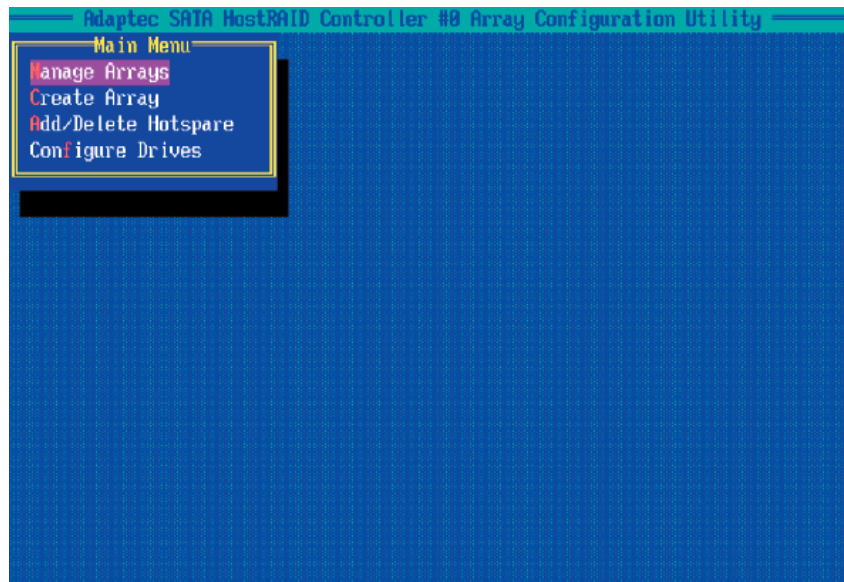 Adaptec SATA HostRAID Controller #0 Array Configuration Utility
Main Menu
Manage Arrays
Create Array
Add/Delete Hotspare
Configure Drives